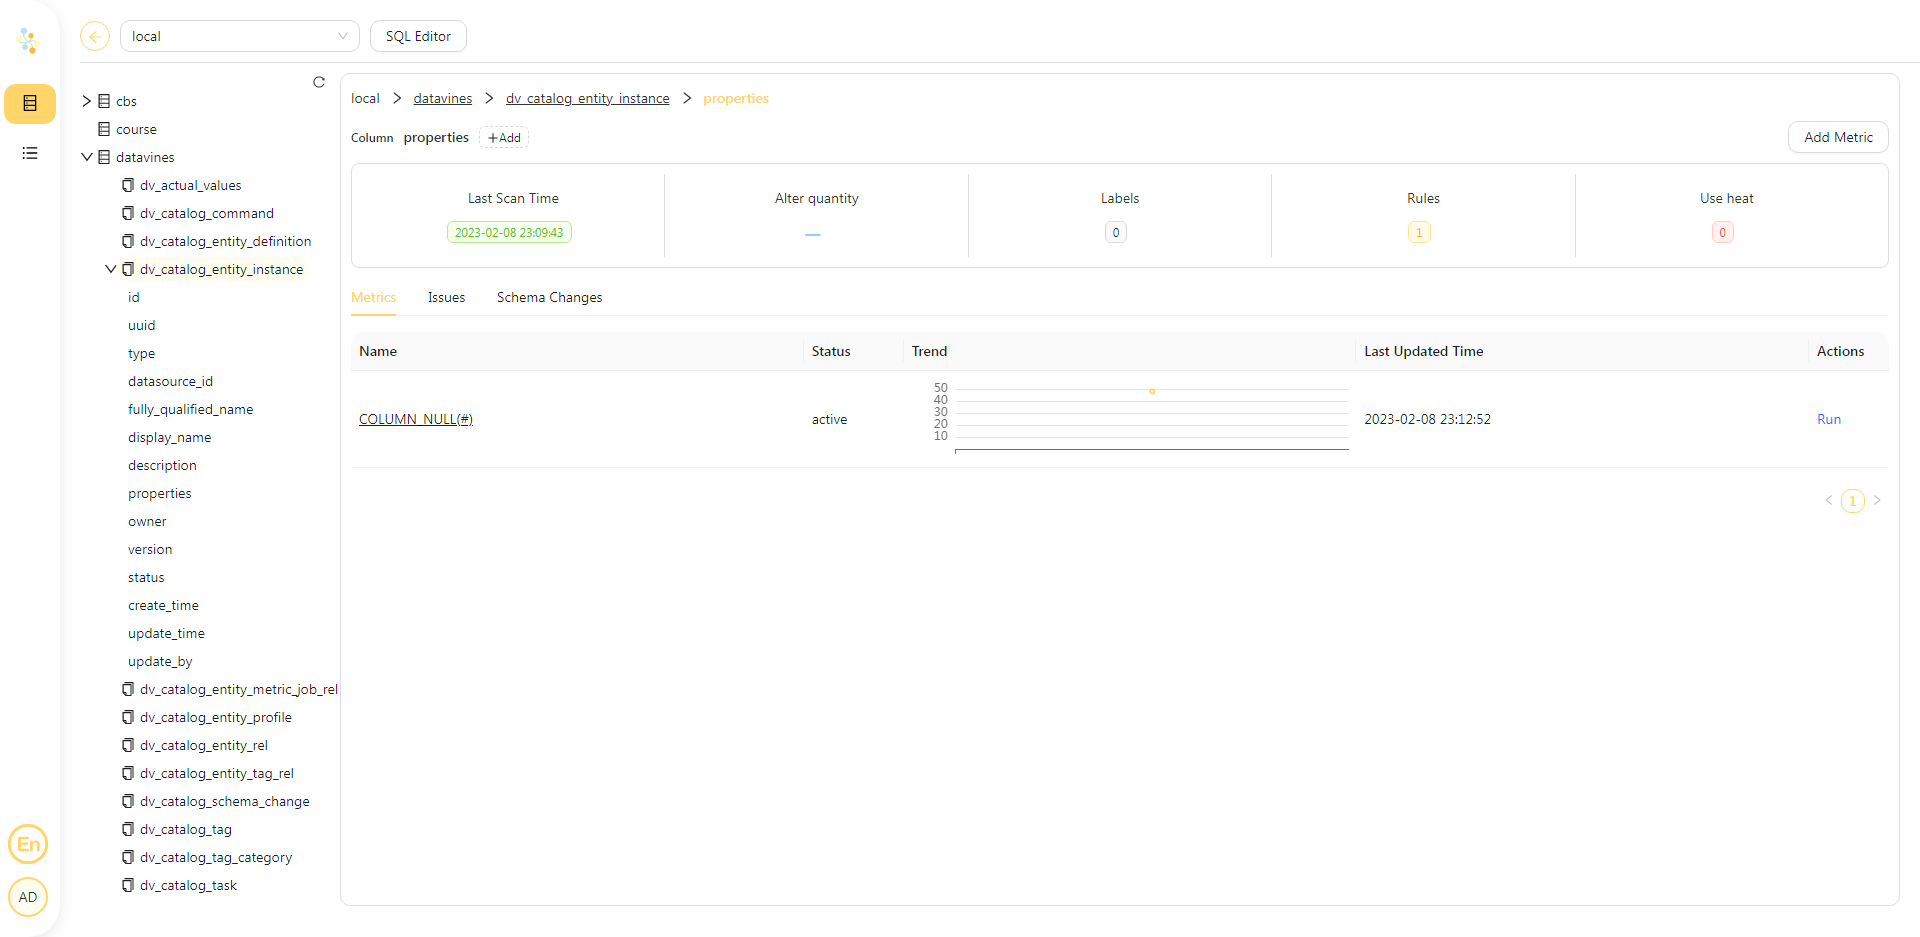 local
SQL Editor
cbs
course
datavines
dv_actual_values
dv_catalog_command
dv_catalog_entity_definition
dv_catalog_entity_instance
id
uuid
type
datasource_id
fully_qualified_name
display_name
description
properties
owner
version
status
create_time
update_time
update_by
dv_catalog_entity_metric_job_rel
dv_catalog_entity_profile
dv_catalog_entity_rel
dv_catalog_entity_tag_rel
dv_catalog_schema_change
dv_catalog_tag
dv_catalog_tag_category
dv_catalog_task
En
AD
local > datavines > dv_catalog_entity_instance > properties
Column properties +Add
Add Metric
Last Scan Time Alter quantity Labels Rules Use heat
2023-02-08 23:09:43 — 0 1 0
Metrics Issues Schema Changes
Name Status Trend Last Updated Time Actions
50
40
30
20
10
COLUMN_NULL(#) active 2023-02-08 23:12:52 Run
< 1 >